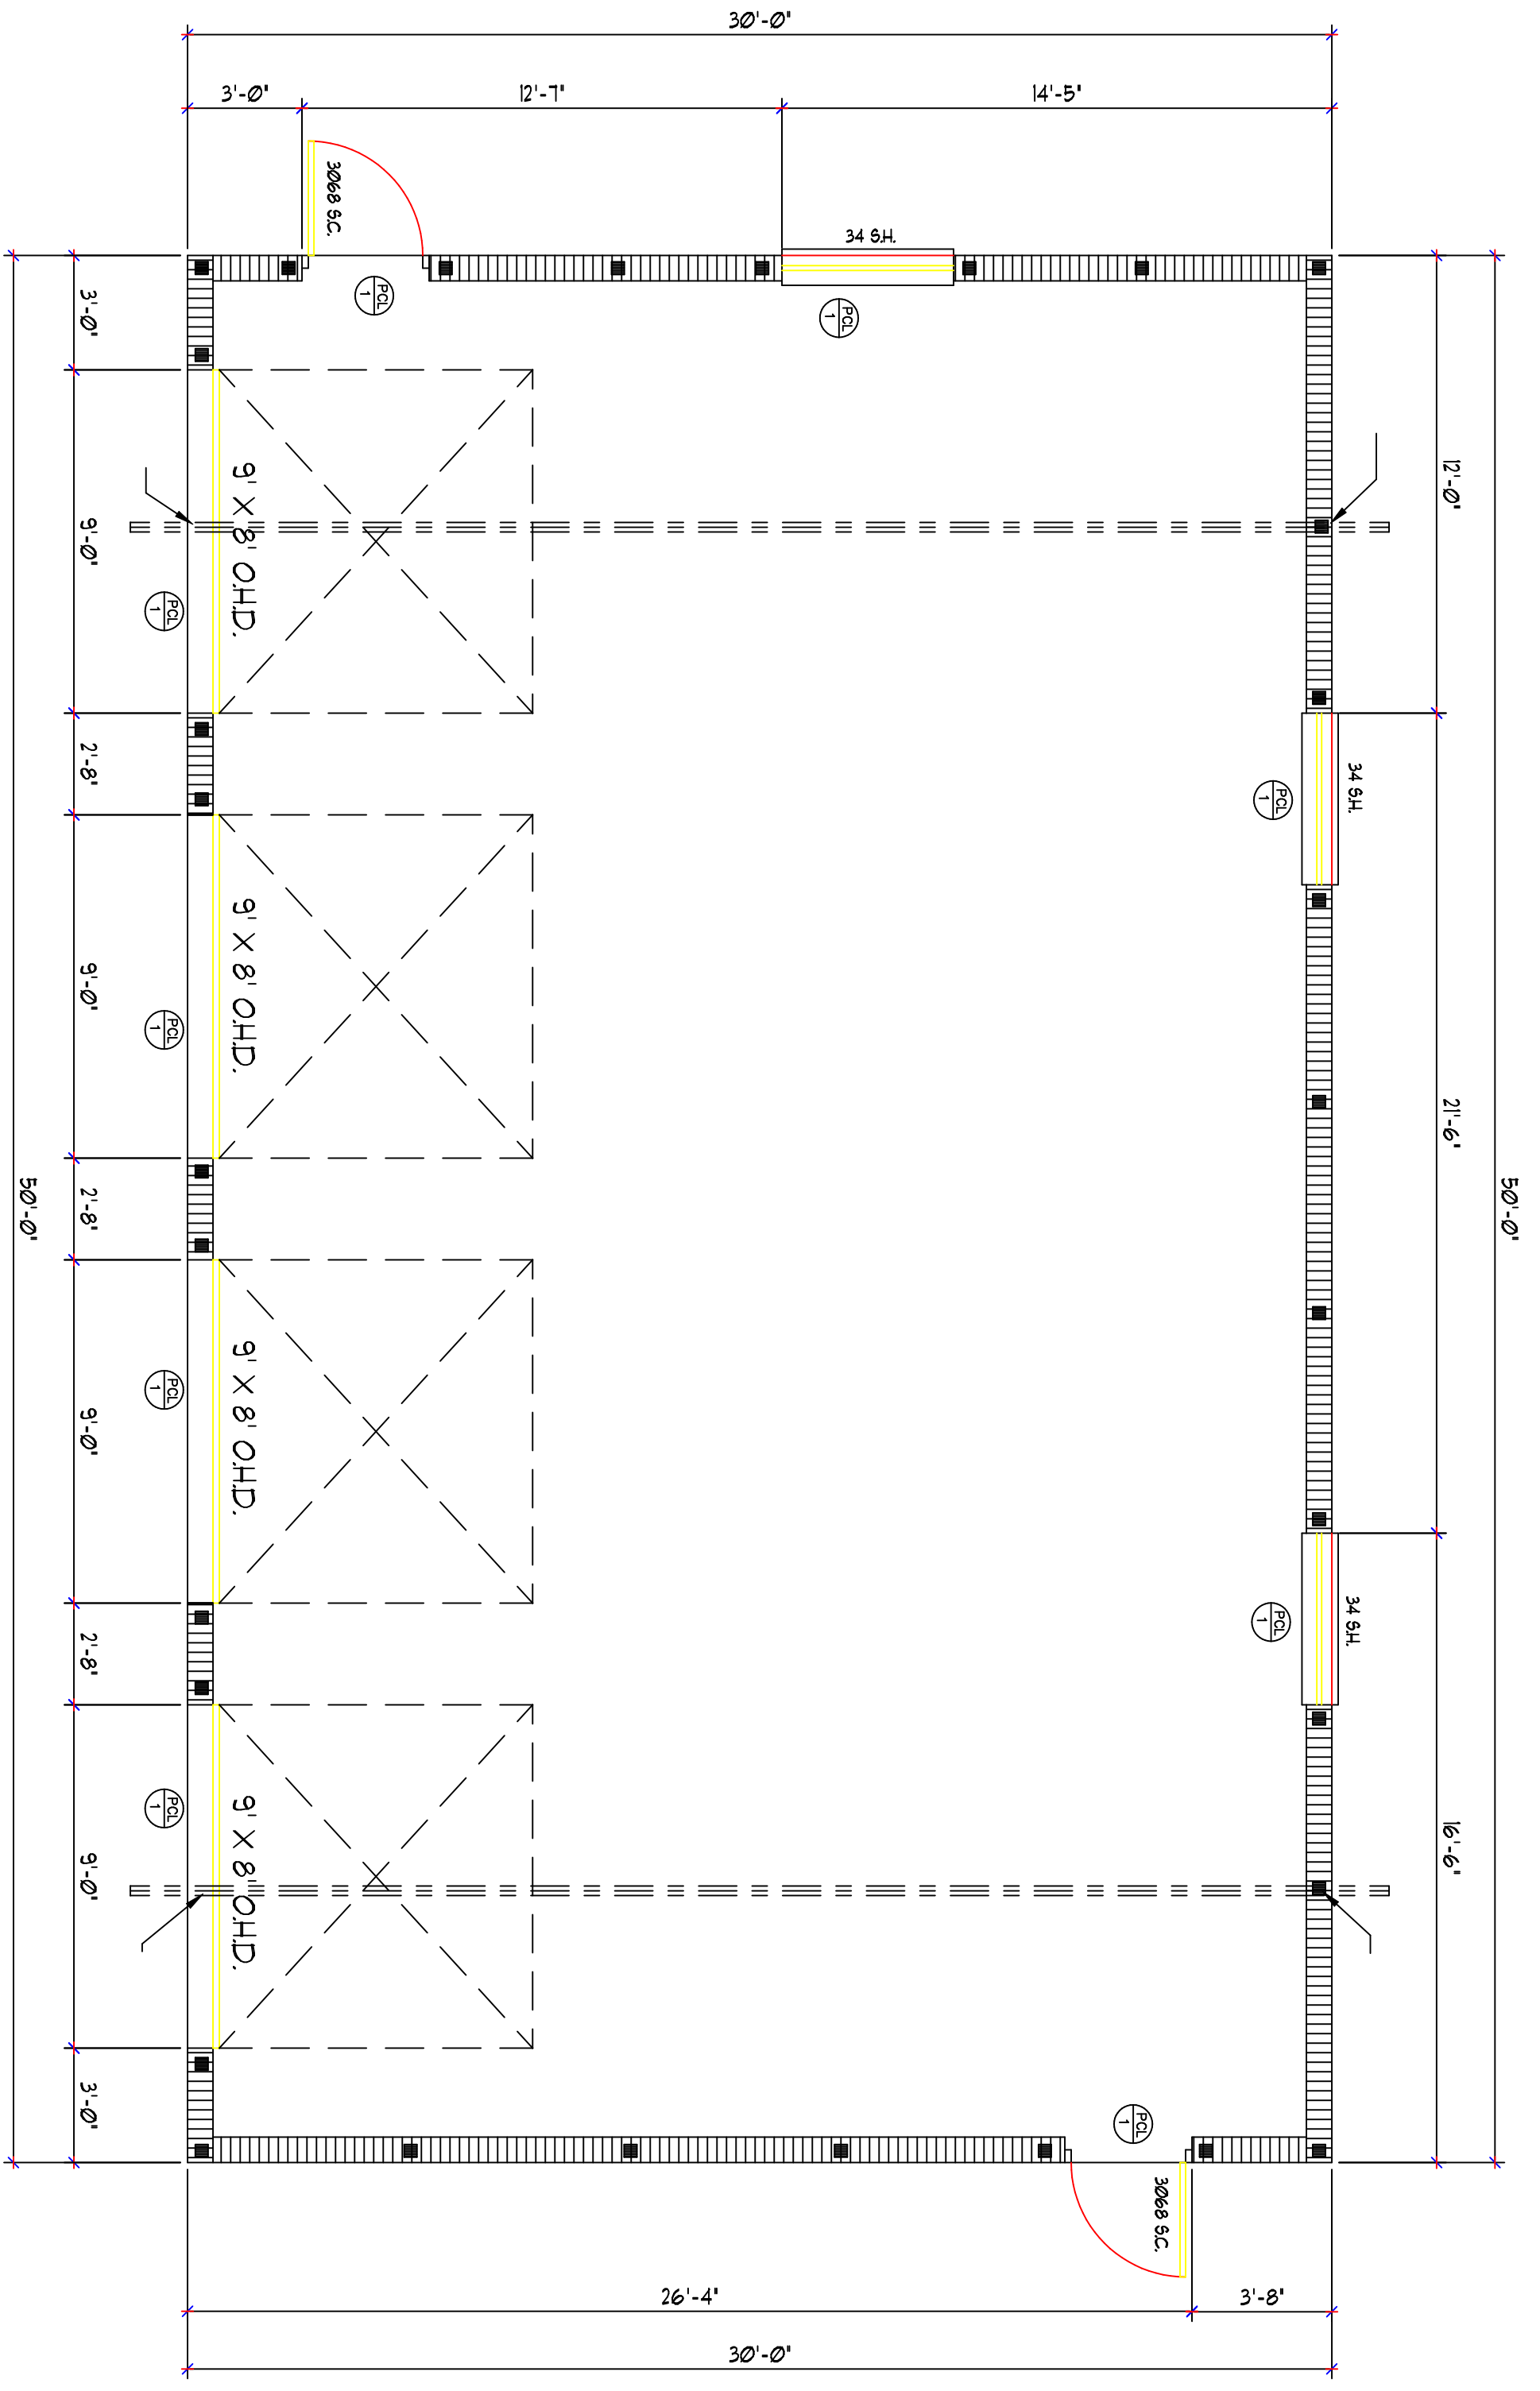 30'-0"
3'-0"
12'-7"
14'-5"
3068 S.C.
34 S.H.
PCL
1
PCL
1
50'-0"
12'-0"
21'-6"
16'-6"
34 S.H.
PCL
1
34 S.H.
PCL
1
9' X 8' O.H.D.
9' X 8' O.H.D.
9' X 8' O.H.D.
9' X 8' O.H.D.
PCL
1
PCL
1
PCL
1
PCL
1
3'-0"
9'-0"
2'-8"
9'-0"
2'-8"
9'-0"
2'-8"
9'-0"
3'-0"
50'-0"
PCL
1
3068 S.C.
26'-4"
3'-8"
30'-0"